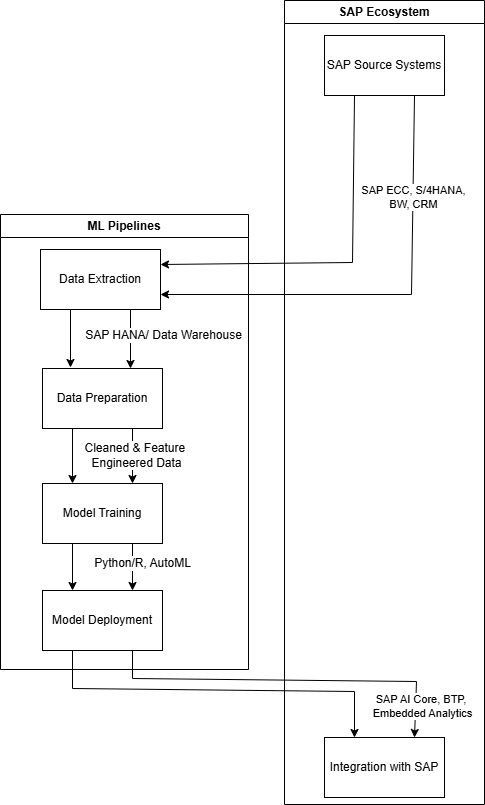 SAP Ecosystem
SAP Source Systems
SAP ECC, S/4HANA,
BW, CRM
ML Pipelines
Data Extraction
SAP HANA/ Data Warehouse
Data Preparation
Cleaned & Feature
Engineered Data
Model Training
Python/R, AutoML
Model Deployment
SAP AI Core, BTP,
Embedded Analytics
Integration with SAP